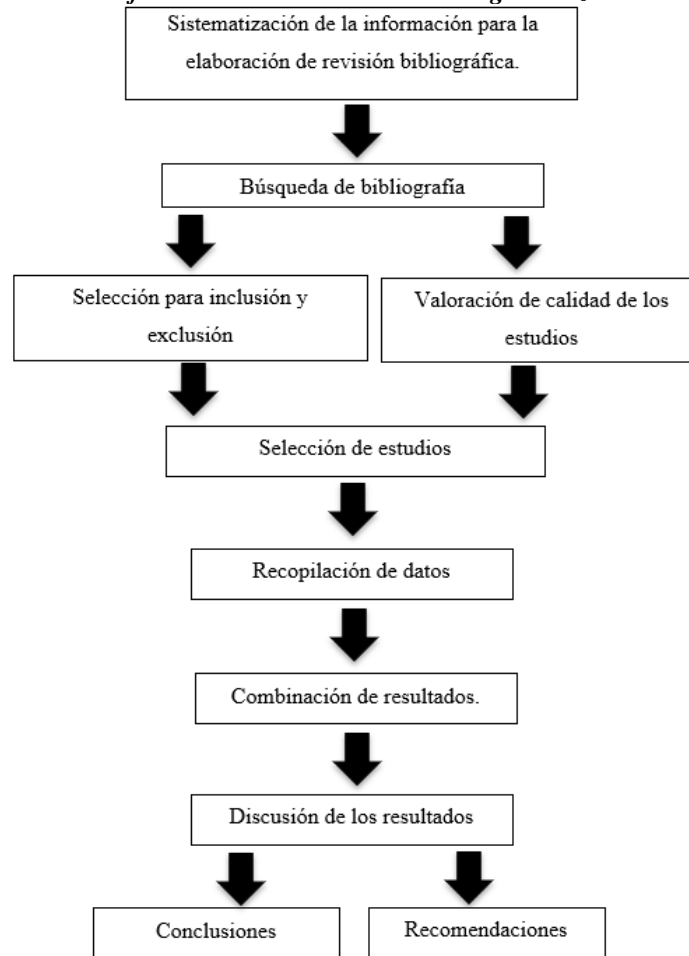 Sistematización de la información para la
elaboración de revisión bibliográfica.
Búsqueda de bibliografía
Selección para inclusión y
exclusión
Valoración de calidad de los
estudios
Selección de estudios
Recopilación de datos
Combinación de resultados.
Discusión de los resultados
Conclusiones
Recomendaciones